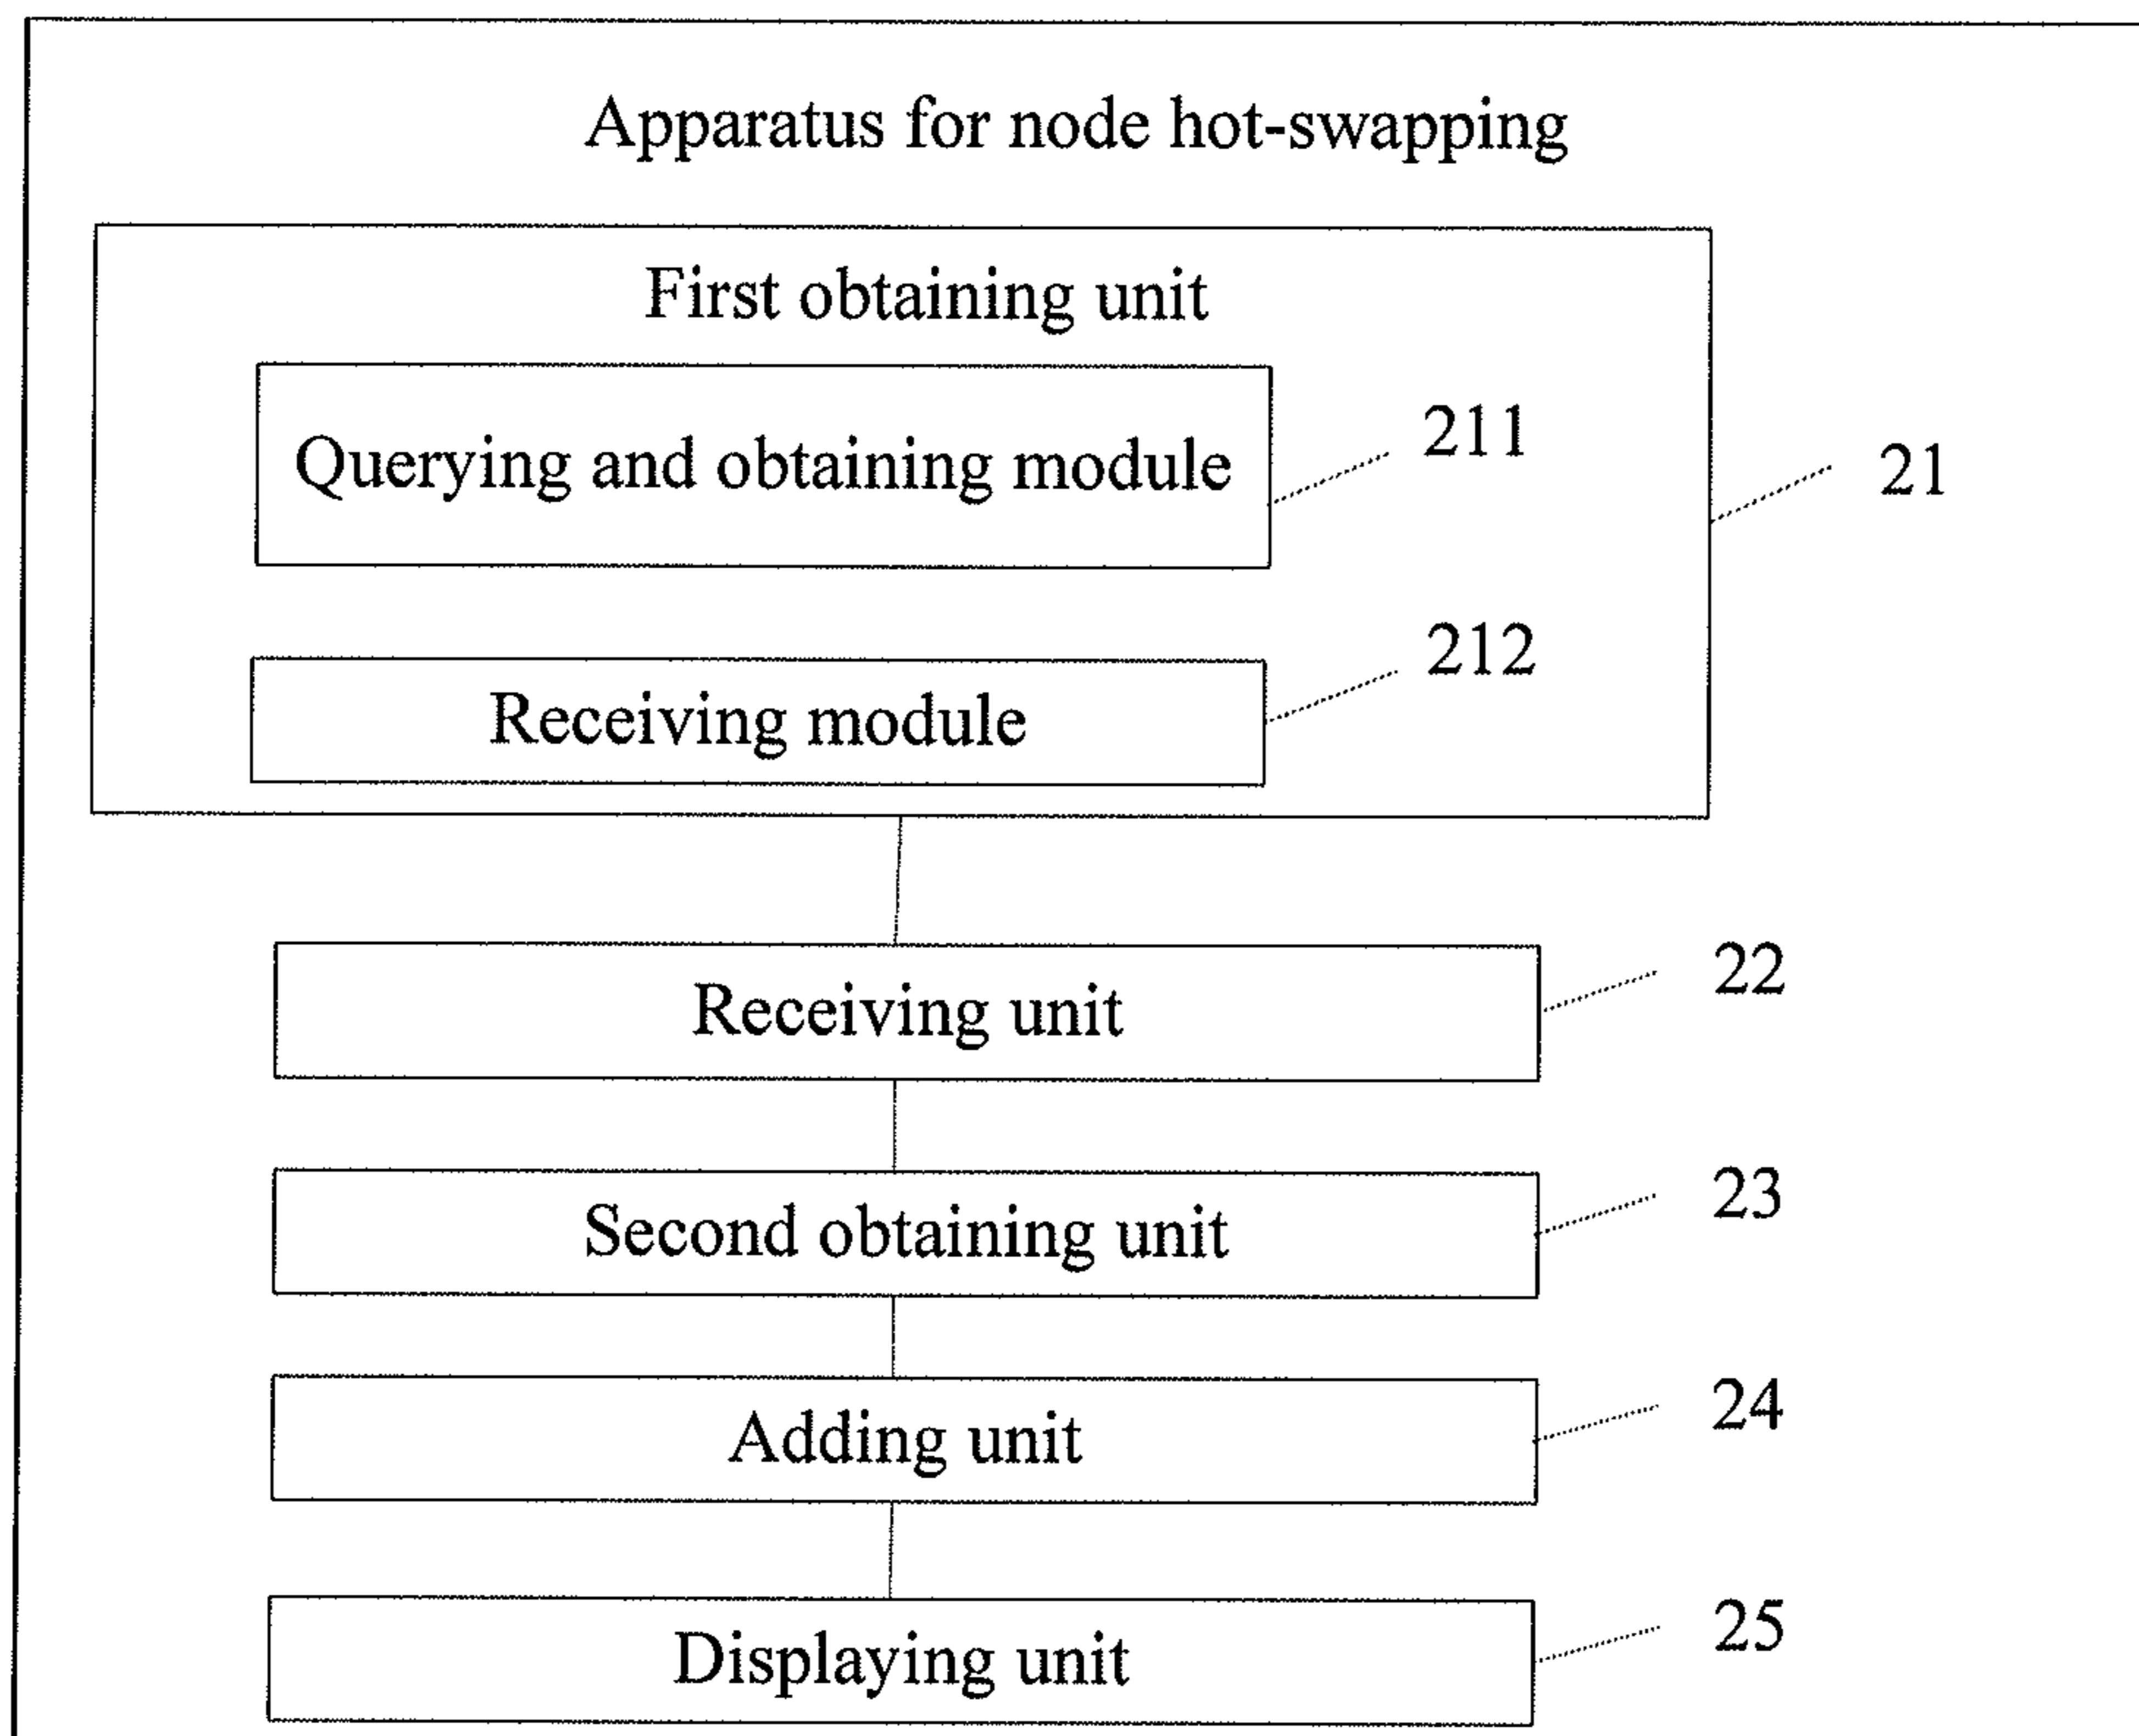 Apparatus for node hot-swapping
First obtaining unit
Querying and obtaining module
211
21
Receiving module
212
Receiving unit
22
Second obtaining unit
23
Adding unit
24
Displaying unit
25